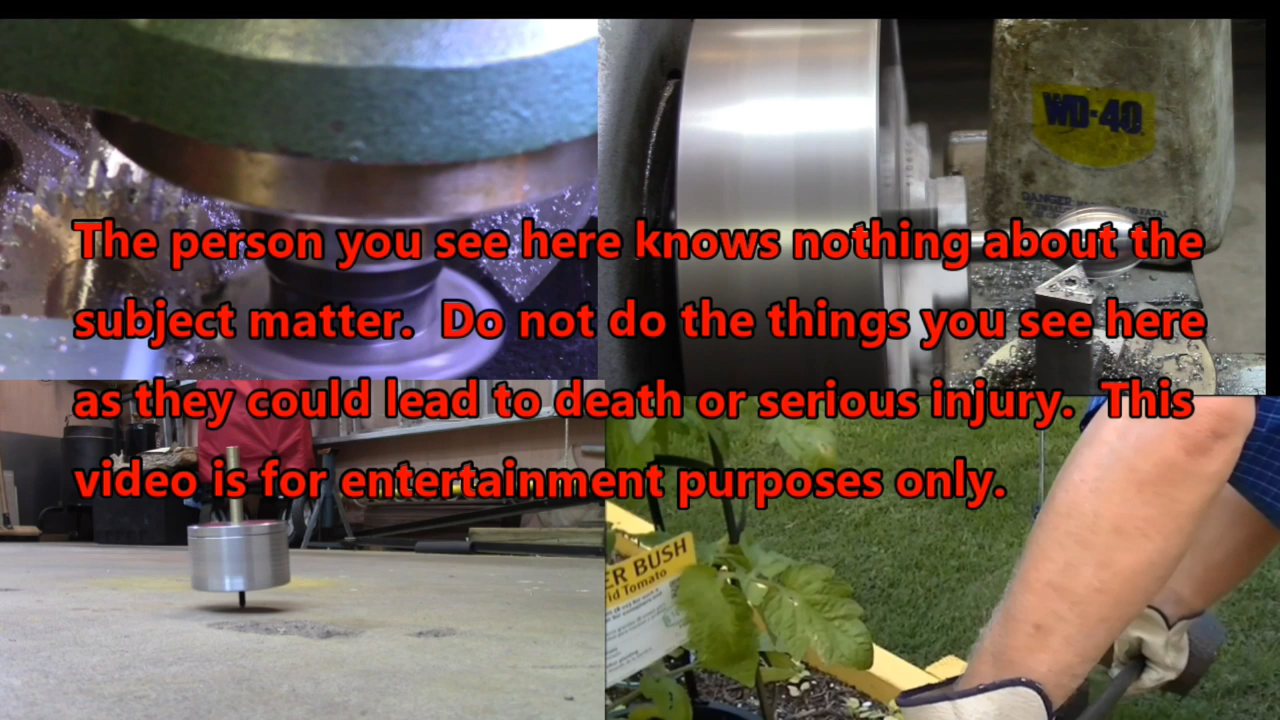 WD-40
The person you see here knows nothing about the
subject matter.  Do not do the things you see here
as they could lead to death or serious injury.  This
video is for entertainment purposes only.
ER BUSH
id Tomato